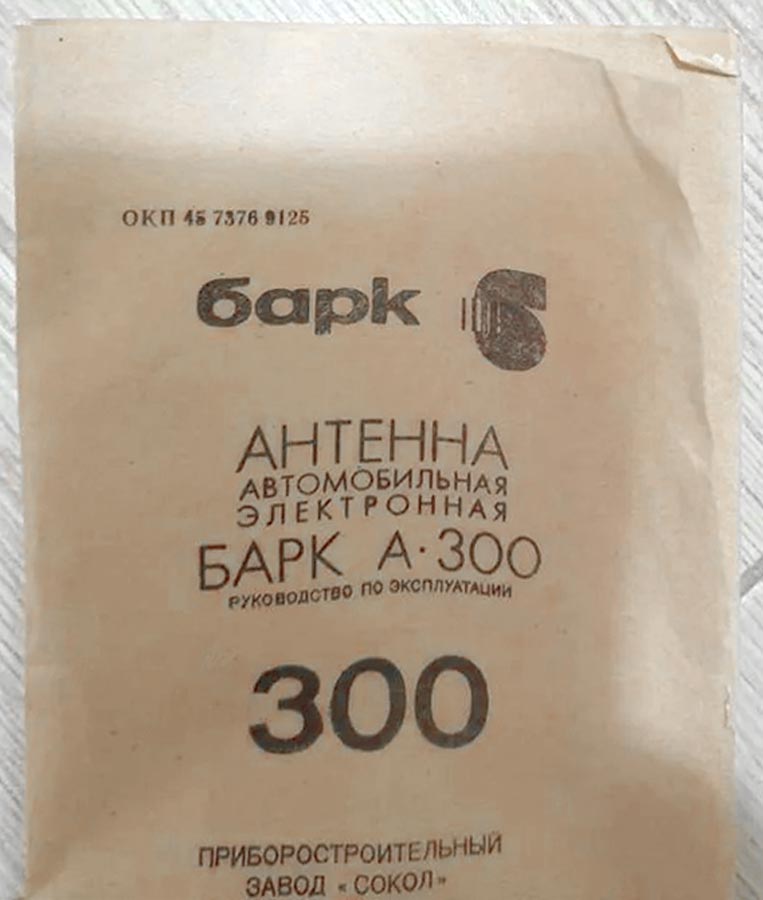 ОКП 45 7376 9125
барк
АНТЕННА
АВТОМОБИЛЬНАЯ
ЭЛЕКТРОННАЯ
БАРК А·300
РУКОВОДСТВО ПО ЭКСПЛУАТАЦИИ
300
ПРИБОРОСТРОИТЕЛЬНЫЙ
ЗАВОД «СОКОЛ»